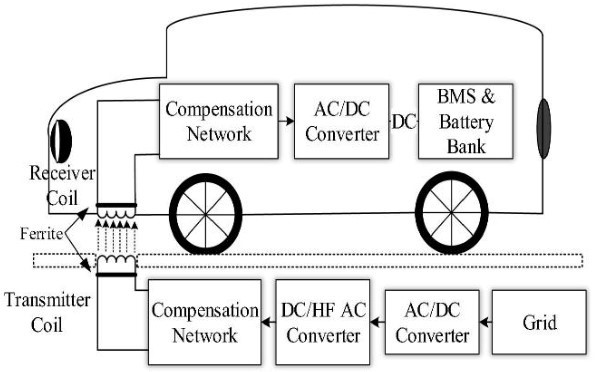 Compensation
Network
AC/DC
Converter
DC
BMS &
Battery
Bank
Receiver
Coil
Ferrite
Transmitter
Coil
Compensation
Network
DC/HF AC
Converter
AC/DC
Converter
Grid